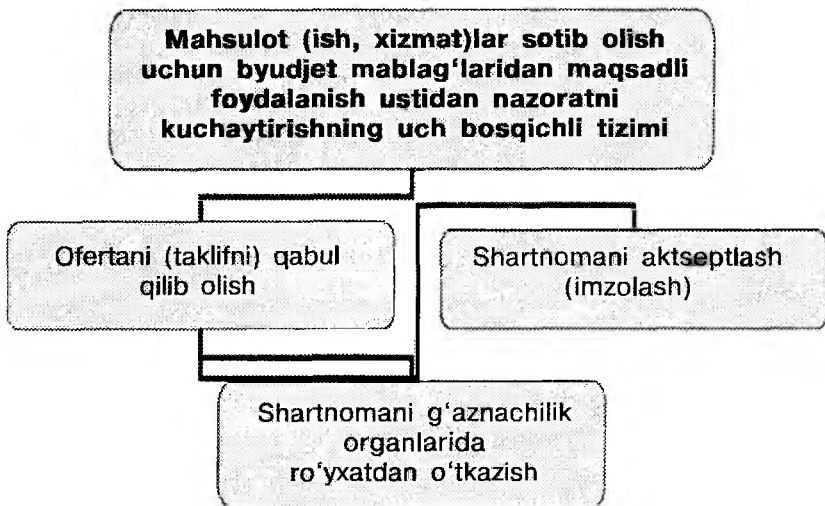 Mahsulot (ish, xizmat)lar sotib olish
uchun byudjet mablag‘laridan maqsadli
foydalanish ustidan nazoratni
kuchaytirishning uch bosqichli tizimi
Ofertani (taklifni) qabul
qilib olish
Shartnomani aktseptlash
(imzolash)
Shartnomani g‘aznachilik
organlarida
ro‘yxatdan o‘tkazish